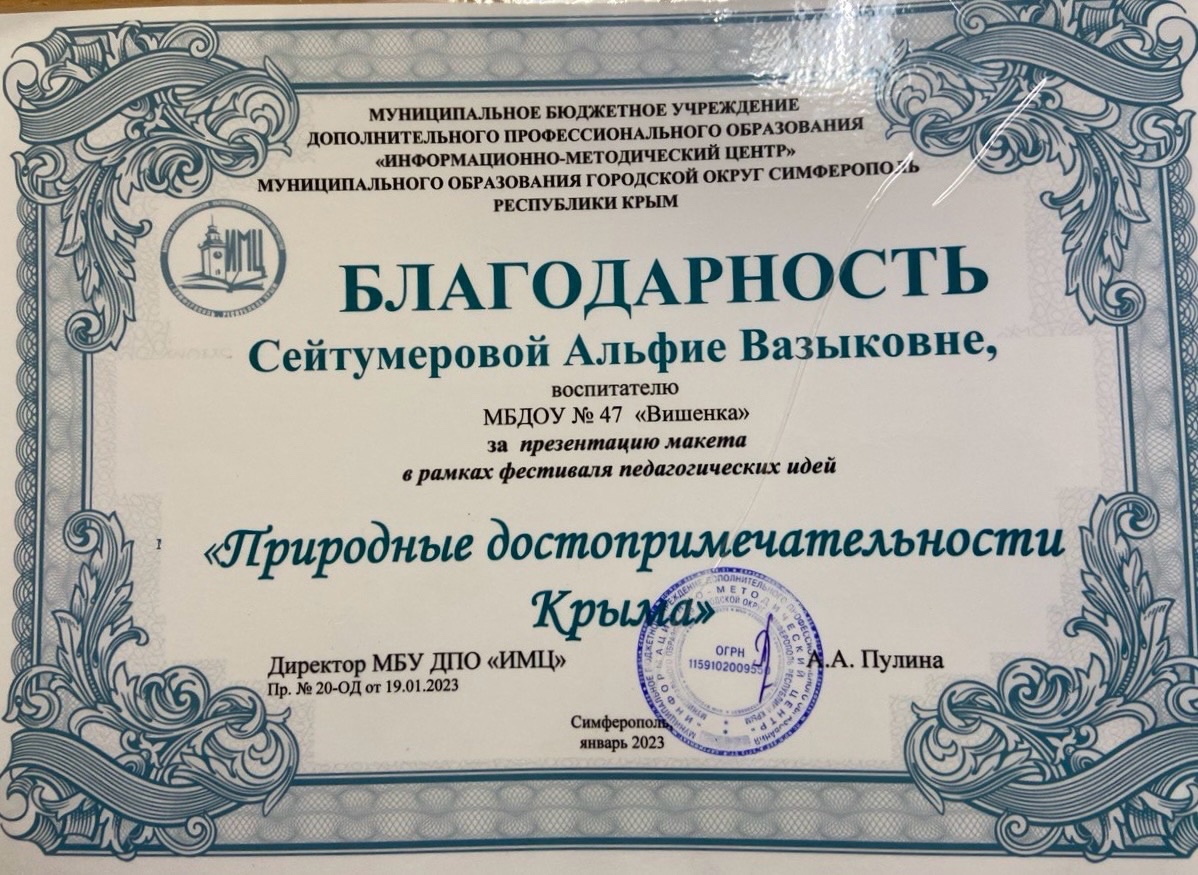 МУНИЦИПАЛЬНОЕ БЮДЖЕТНОЕ УЧРЕЖДЕНИЕ
ДОПОЛНИТЕЛЬНОГО ПРОФЕССИОНАЛЬНОГО ОБРАЗОВАНИЯ
«ИНФОРМАЦИОННО-МЕТОДИЧЕСКИЙ ЦЕНТР»
МУНИЦИПАЛЬНОГО ОБРАЗОВАНИЯ ГОРОДСКОЙ ОКРУГ СИМФЕРОПОЛЬ
РЕСПУБЛИКИ КРЫМ
ИМЦ
БЛАГОДАРНОСТЬ
Сейтумеровой Альфие Вазыковне,
воспитателю
МБДОУ № 47 «Вишенка»
за презентацию макета
в рамках фестиваля педагогических идей
«Природные достопримечательности
Крыма»
Директор МБУ ДПО «ИМЦ» А.А. Пулина
Пр. № 20-ОД от 19.01.2023
ОГРН
Симферополь,
январь 2023